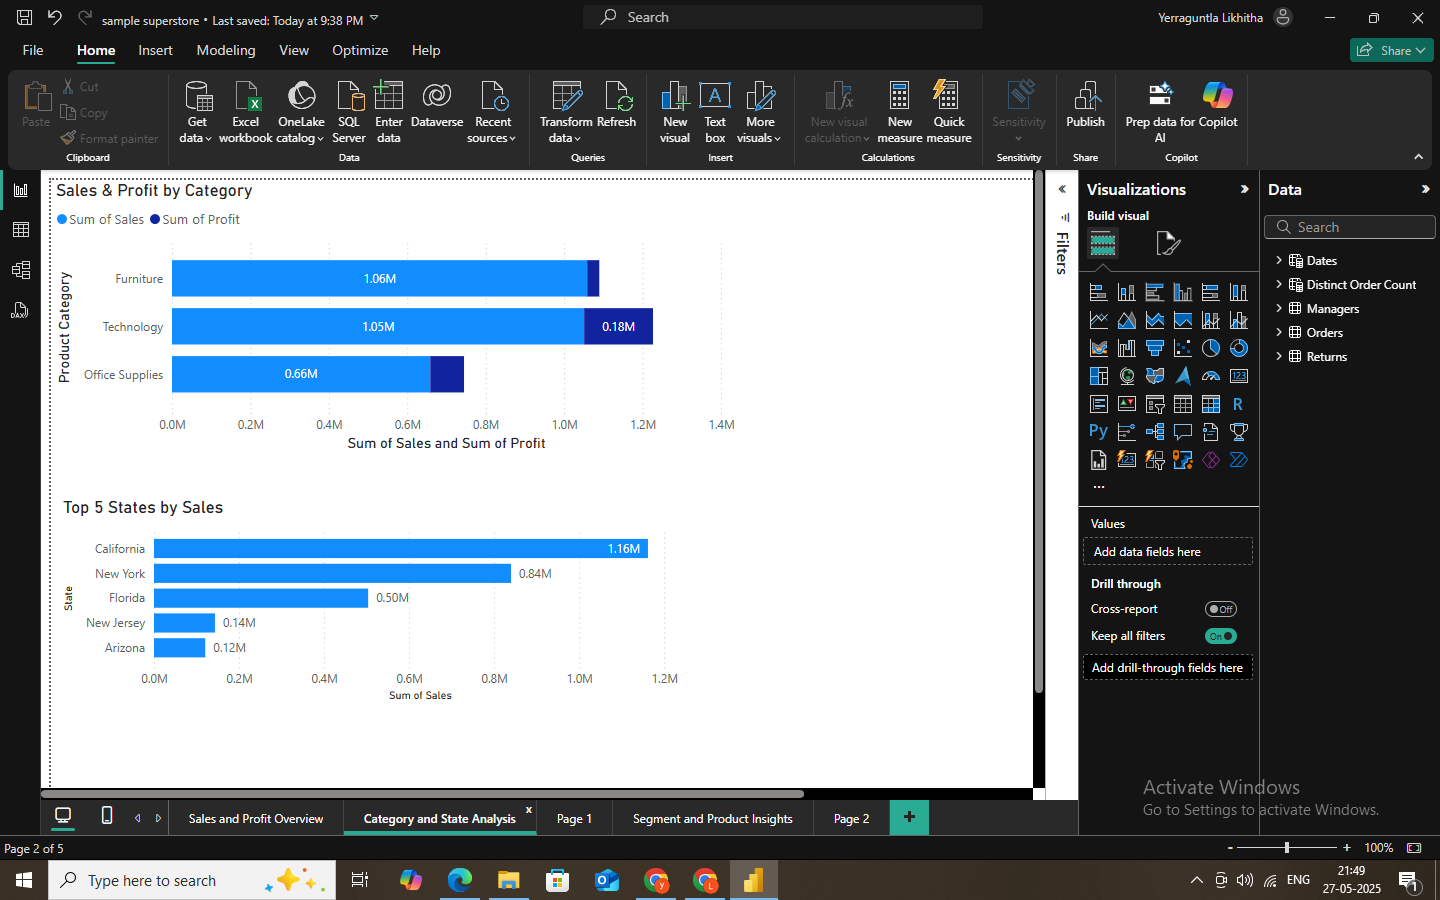 sample superstore • Last saved: Today at 9:38 PM
Search
Yerraguntla Likhitha
File
Home
Insert
Modeling
View
Optimize
Help
Share
Paste
Cut
Copy
Format painter
Clipboard
Get data
Excel workbook
OneLake catalog
SQL Server
Enter data
Dataverse
Recent sources
Data
Transform data
Refresh
Queries
New visual
Text box
More visuals
Insert
New visual calculation
New measure
Quick measure
Calculations
Sensitivity
Sensitivity
Publish
Share
Prep data for AI
Copilot
Copilot
Sales & Profit by Category
Sum of Sales
Sum of Profit
Product Category
Furniture
1.06M
Technology
1.05M
0.18M
Office Supplies
0.66M
0.0M 0.2M 0.4M 0.6M 0.8M 1.0M 1.2M 1.4M
Sum of Sales and Sum of Profit
Top 5 States by Sales
State
California
1.16M
New York
0.84M
Florida
0.50M
New Jersey
0.14M
Arizona
0.12M
0.0M 0.2M 0.4M 0.6M 0.8M 1.0M 1.2M
Sum of Sales
Filters
Visualizations
Build visual
123
R
Py
123
...
Values
Add data fields here
Drill through
Cross-report
Off
Keep all filters
On
Add drill-through fields here
Data
Search
Dates
Distinct Order Count
Managers
Orders
Returns
Activate Windows
Go to Settings to activate Windows.
Sales and Profit Overview
Category and State Analysis
x
Page 1
Segment and Product Insights
Page 2
+
Page 2 of 5
- + 100%
Type here to search
y
L
ENG
21:49
27-05-2025
1